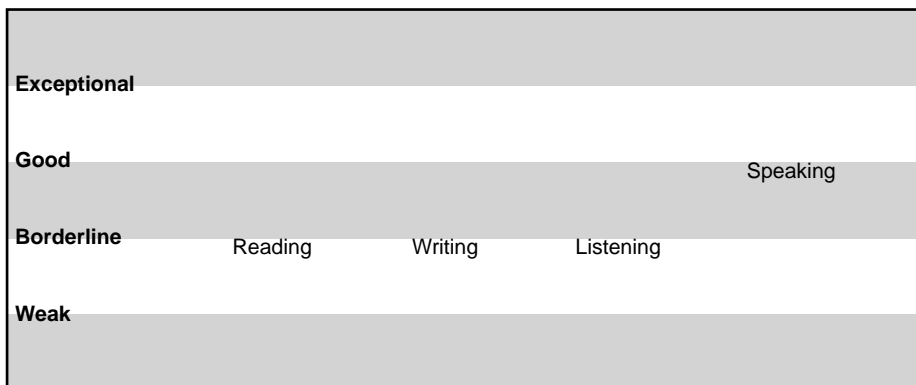 Exceptional
Good
Speaking
Borderline
Reading Writing Listening
Weak